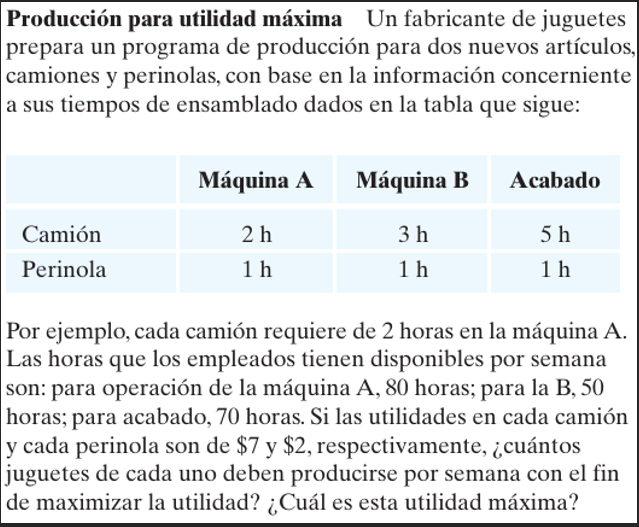 Producción para utilidad máxima Un fabricante de juguetes
prepara un programa de producción para dos nuevos artículos,
camiones y perinolas, con base en la información concerniente
a sus tiempos de ensamblado dados en la tabla que sigue:
Máquina A Máquina B Acabado
Camión 2 h 3 h 5 h
Perinola 1 h 1 h 1 h
Por ejemplo, cada camión requiere de 2 horas en la máquina A.
Las horas que los empleados tienen disponibles por semana
son: para operación de la máquina A, 80 horas; para la B, 50
horas; para acabado, 70 horas. Si las utilidades en cada camión
y cada perinola son de $7 y $2, respectivamente, ¿cuántos
juguetes de cada uno deben producirse por semana con el fin
de maximizar la utilidad? ¿Cuál es esta utilidad máxima?